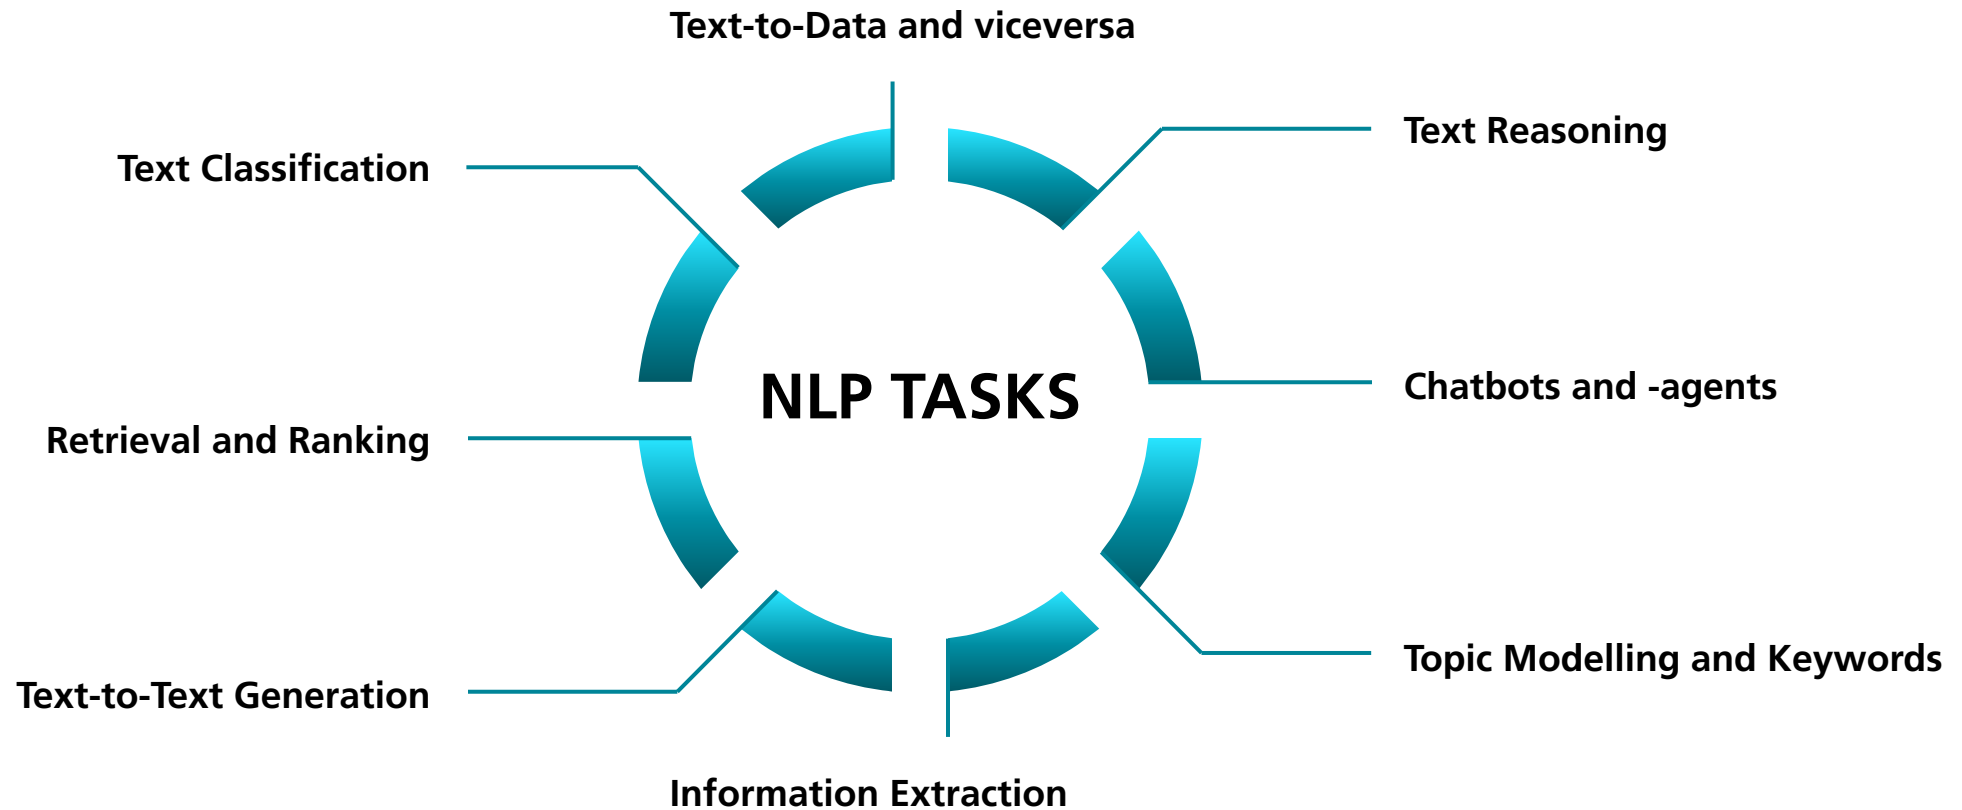 Text-to-Data and viceversa
Text Reasoning
Text Classification
NLP TASKS
Chatbots and -agents
Retrieval and Ranking
Topic Modelling and Keywords
Text-to-Text Generation
Information Extraction